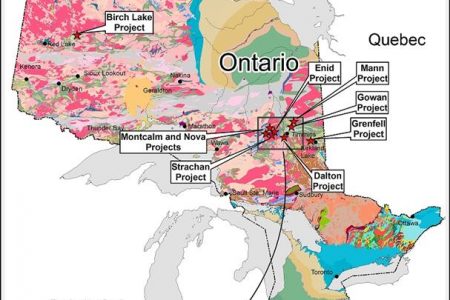 Birch Lake
Project
Red Lake
Quebec
Ontario
Enid
Project
Mann
Project
Kenora
Sioux Lookout
Nakina
Dryden
Geraldton
Gowan
Project
Thunder Bay
Marathon
Timmins
Grenfell
Project
Montcalm and Nova
Projects
Wawa
Kirkland
Lake
Strachan
Project
Dalton
Project
Sault Ste. Marie
Sudbury
Ottawa
Toronto